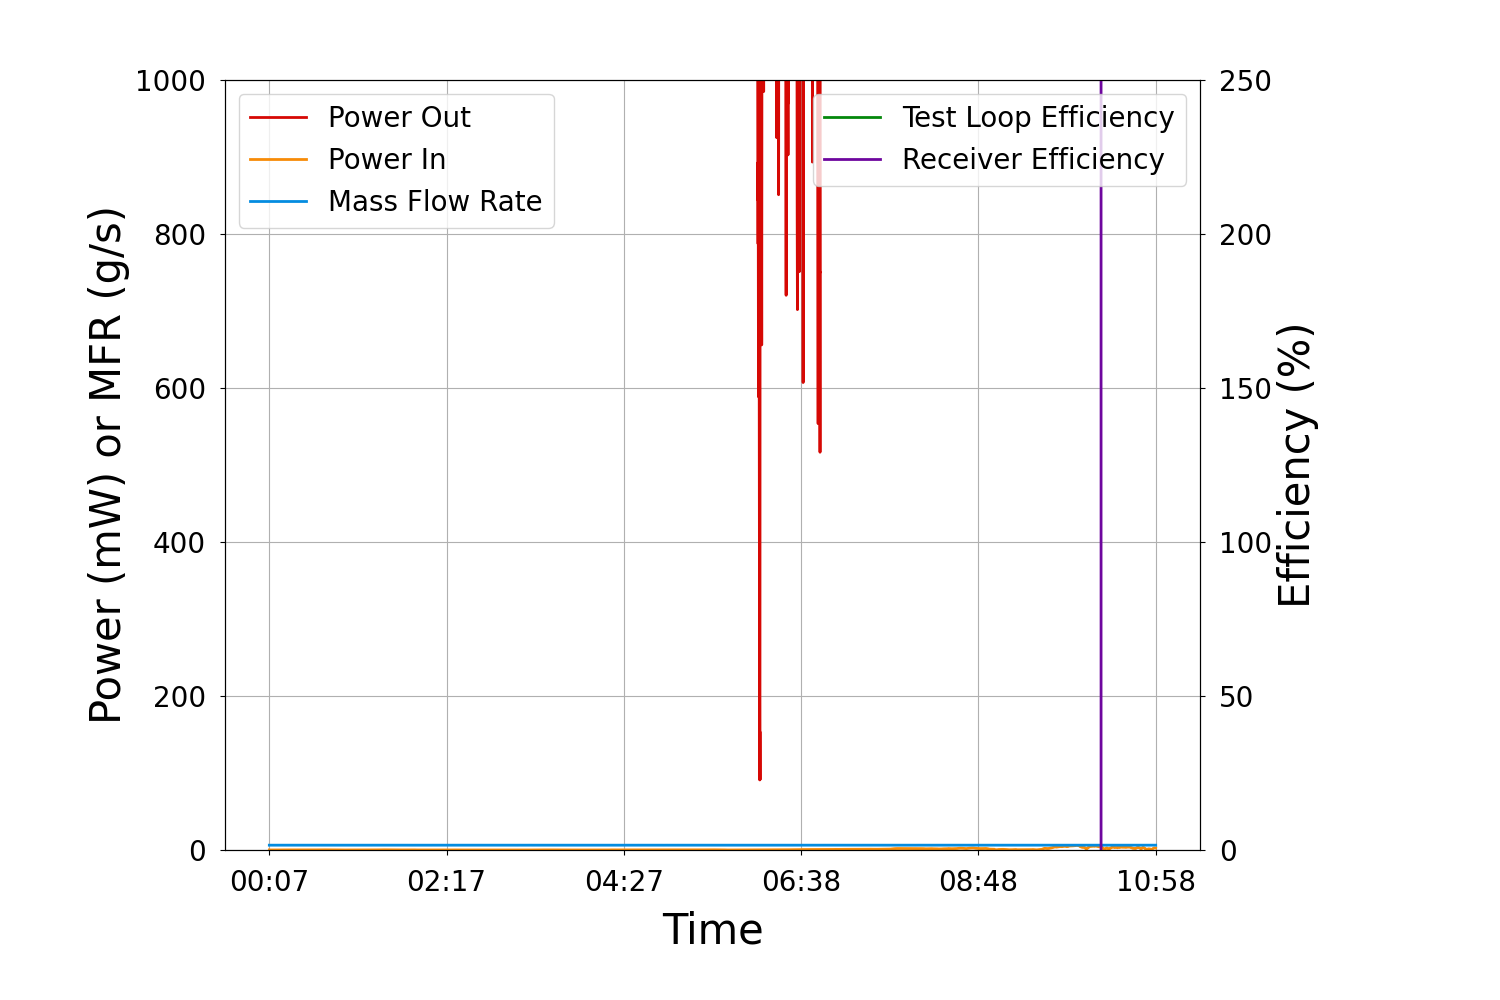 1000
800
600
400
200
0
Power (mW) or MFR (g/s)
Power Out
Power In
Mass Flow Rate
Test Loop Efficiency
Receiver Efficiency
250
200
150
100
50
0
Efficiency (%)
00:07 02:17 04:27 06:38 08:48 10:58
Time